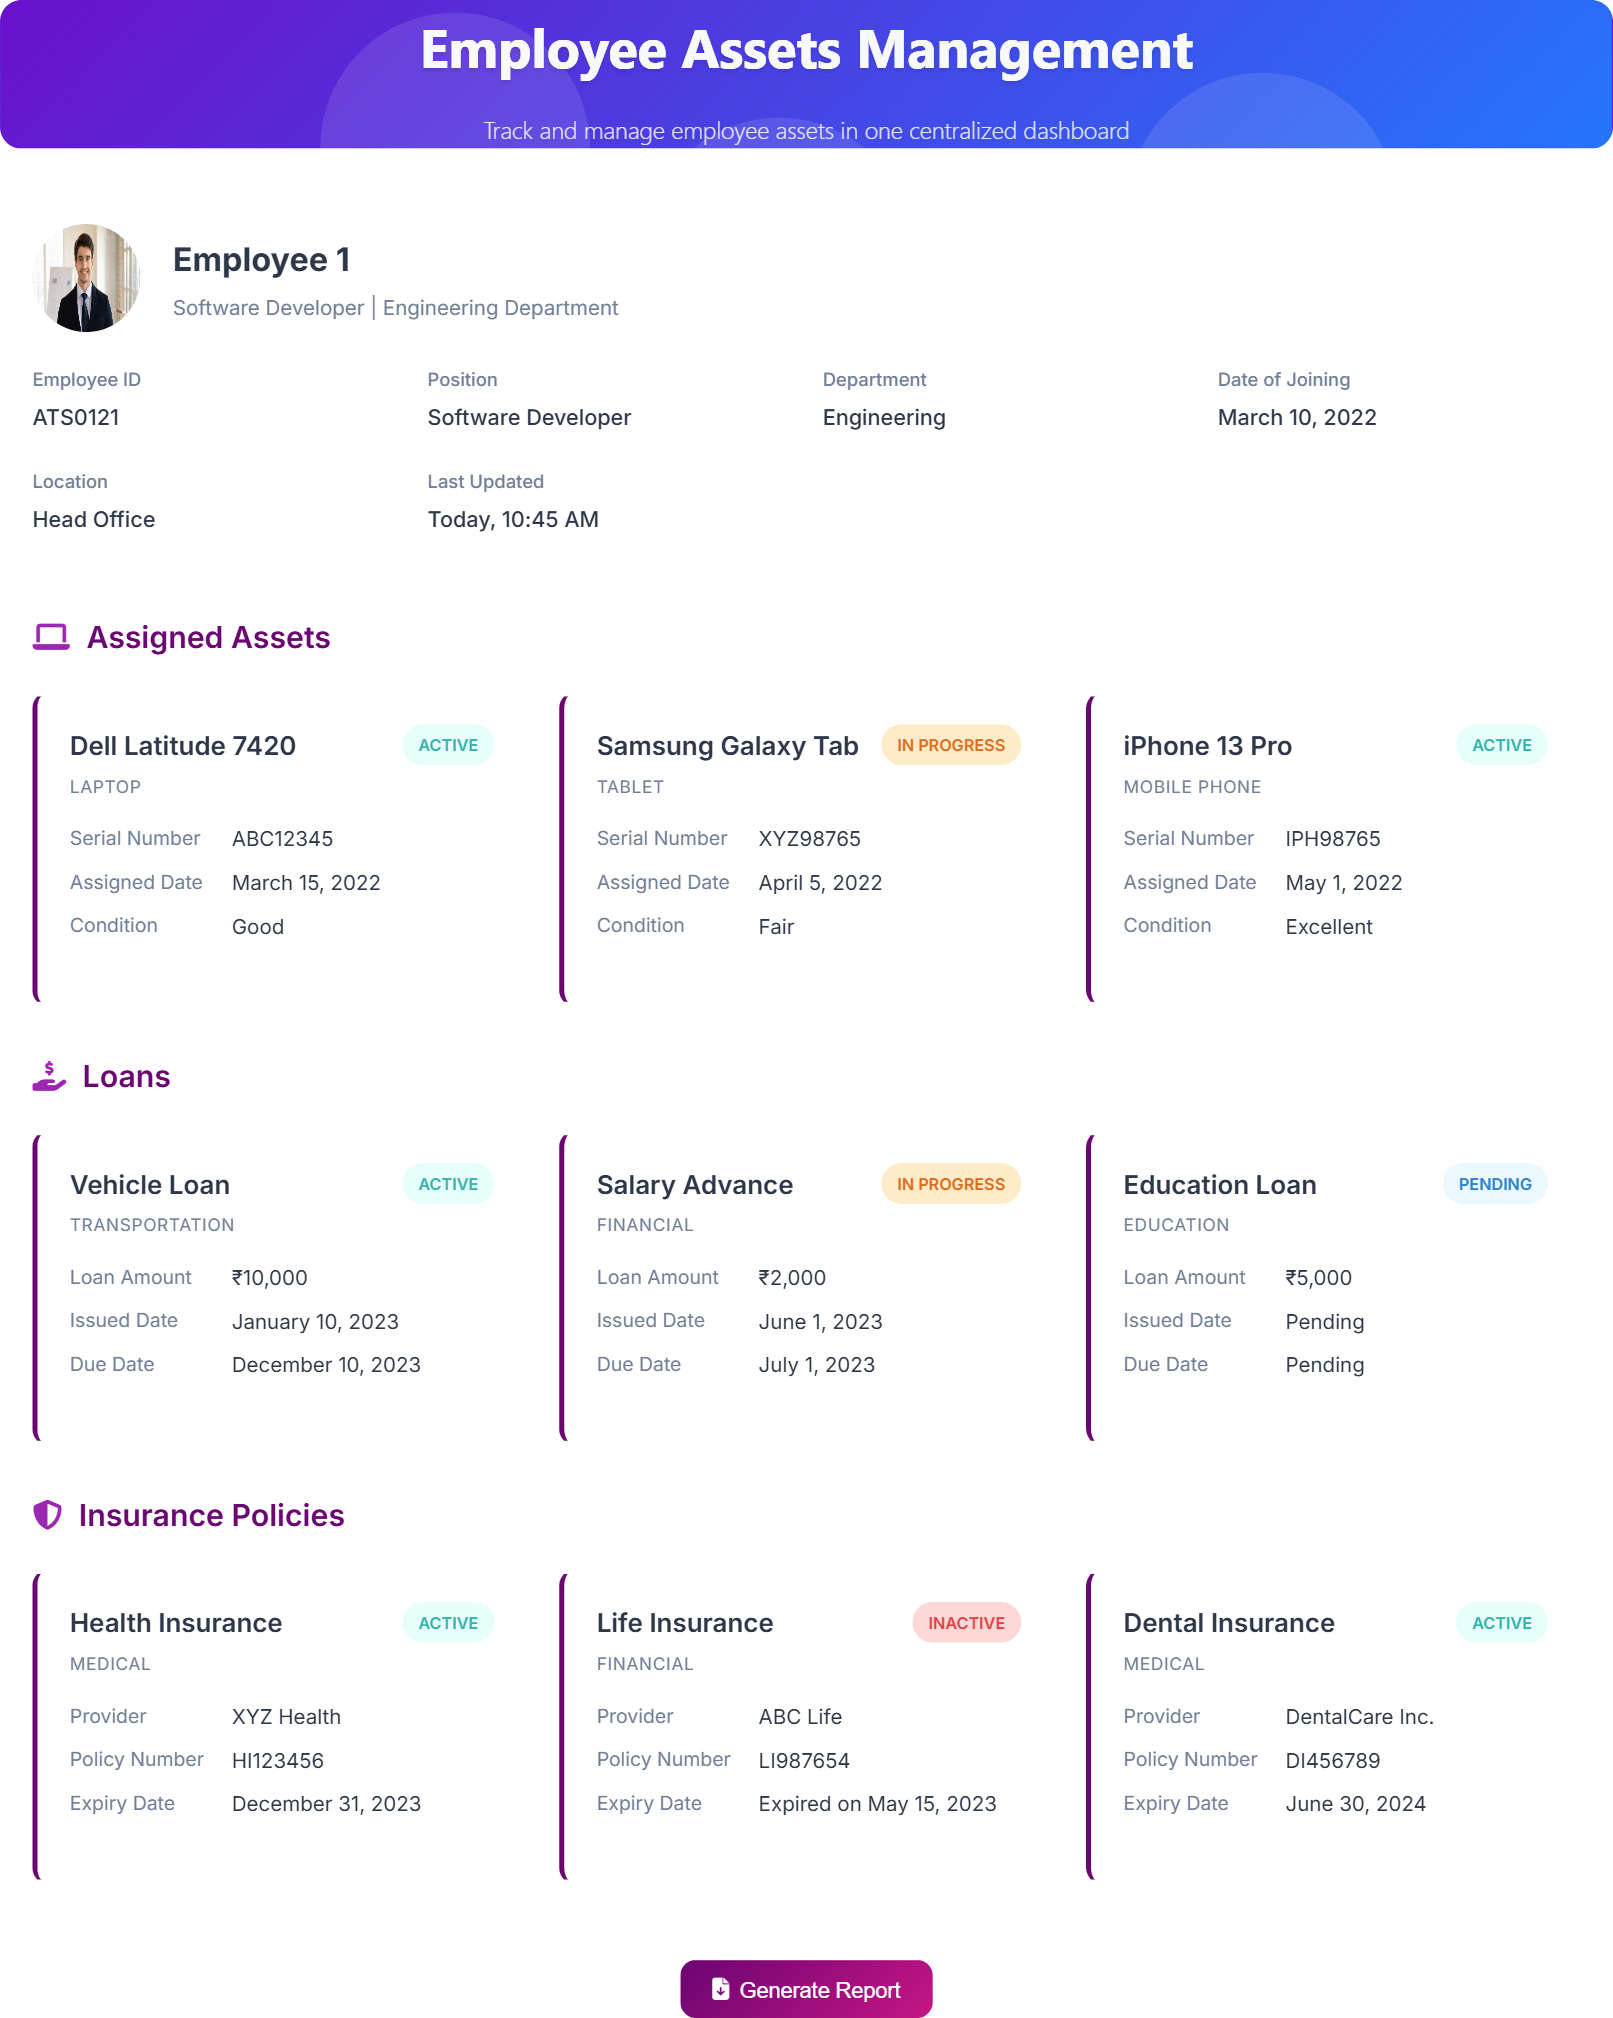 Employee Assets Management
Track and manage employee assets in one centralized dashboard
Employee 1
Software Developer | Engineering Department
Employee ID
ATS0121
Position
Software Developer
Department
Engineering
Date of Joining
March 10, 2022
Location
Head Office
Last Updated
Today, 10:45 AM
Assigned Assets
Dell Latitude 7420
ACTIVE
LAPTOP
Serial Number ABC12345
Assigned Date March 15, 2022
Condition Good
Samsung Galaxy Tab
IN PROGRESS
TABLET
Serial Number XYZ98765
Assigned Date April 5, 2022
Condition Fair
iPhone 13 Pro
ACTIVE
MOBILE PHONE
Serial Number IPH98765
Assigned Date May 1, 2022
Condition Excellent
Loans
Vehicle Loan
ACTIVE
TRANSPORTATION
Loan Amount ₹10,000
Issued Date January 10, 2023
Due Date December 10, 2023
Salary Advance
IN PROGRESS
FINANCIAL
Loan Amount ₹2,000
Issued Date June 1, 2023
Due Date July 1, 2023
Education Loan
PENDING
EDUCATION
Loan Amount ₹5,000
Issued Date Pending
Due Date Pending
Insurance Policies
Health Insurance
ACTIVE
MEDICAL
Provider XYZ Health
Policy Number HI123456
Expiry Date December 31, 2023
Life Insurance
INACTIVE
FINANCIAL
Provider ABC Life
Policy Number LI987654
Expiry Date Expired on May 15, 2023
Dental Insurance
ACTIVE
MEDICAL
Provider DentalCare Inc.
Policy Number DI456789
Expiry Date June 30, 2024
Generate Report